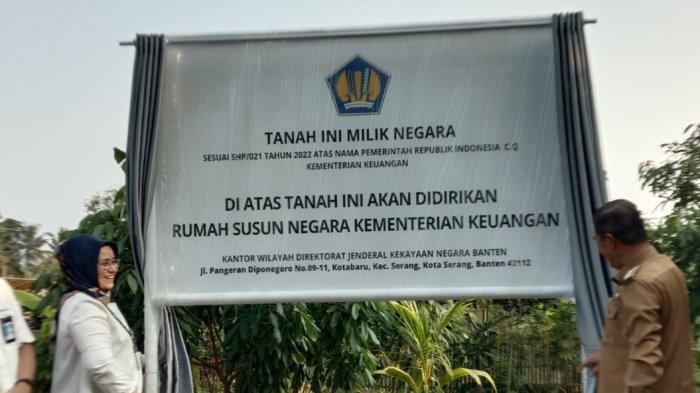 TANAH INI MILIK NEGARA
SESUAI SHP/021 TAHUN 2022 ATAS NAMA PEMERINTAH REPUBLIK INDONESIA C.Q
KEMENTERIAN KEUANGAN
DI ATAS TANAH INI AKAN DIDIRIKAN
RUMAH SUSUN NEGARA KEMENTERIAN KEUANGAN
KANTOR WILAYAH DIREKTORAT JENDERAL KEKAYAAN NEGARA BANTEN
Jl. Pangeran Diponegoro No.09-11, Kotabaru, Kec. Serang, Kota Serang, Banten 42112